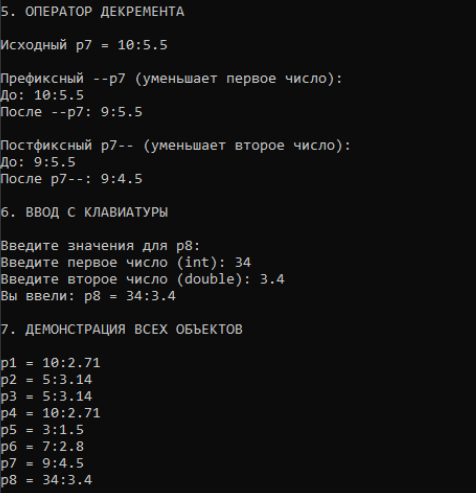 5. ОПЕРАТОР ДЕКРЕМЕНТА
Исходный p7 = 10:5.5
Префиксный --p7 (уменьшает первое число):
До: 10:5.5
После --p7: 9:5.5
Постфиксный p7-- (уменьшает второе число):
До: 9:5.5
После p7--: 9:4.5
6. ВВОД С КЛАВИАТУРЫ
Введите значения для p8:
Введите первое число (int): 34
Введите второе число (double): 3.4
Вы ввели: p8 = 34:3.4
7. ДЕМОНСТРАЦИЯ ВСЕХ ОБЪЕКТОВ
p1 = 10:2.71
p2 = 5:3.14
p3 = 5:3.14
p4 = 10:2.71
p5 = 3:1.5
p6 = 7:2.8
p7 = 9:4.5
p8 = 34:3.4